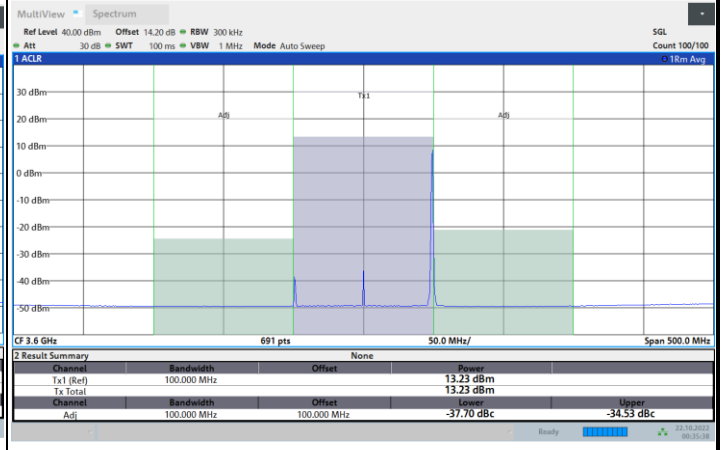 MultiView Spectrum
Ref Level 40.00 dBm Offset 14.20 dB RBW 300 kHz SGL
Att 30 dB SWT 100 ms VBW 1 MHz Mode Auto Sweep Count 100/100
1 ACLR 1Rm Avg
30 dBm
Tx1
20 dBm Adj Adj
10 dBm
0 dBm
-10 dBm
-20 dBm
-30 dBm
-40 dBm
-50 dBm
CF 3.6 GHz 691 pts 50.0 MHz/ Span 500.0 MHz
2 Result Summary None
Channel Bandwidth Offset Power
Tx1 (Ref) 100.000 MHz 13.23 dBm
Tx Total 13.23 dBm
Channel Bandwidth Offset Lower Upper
Adj 100.000 MHz 100.000 MHz -37.70 dBc -34.53 dBc
Ready 22.10.2022
00:35:38